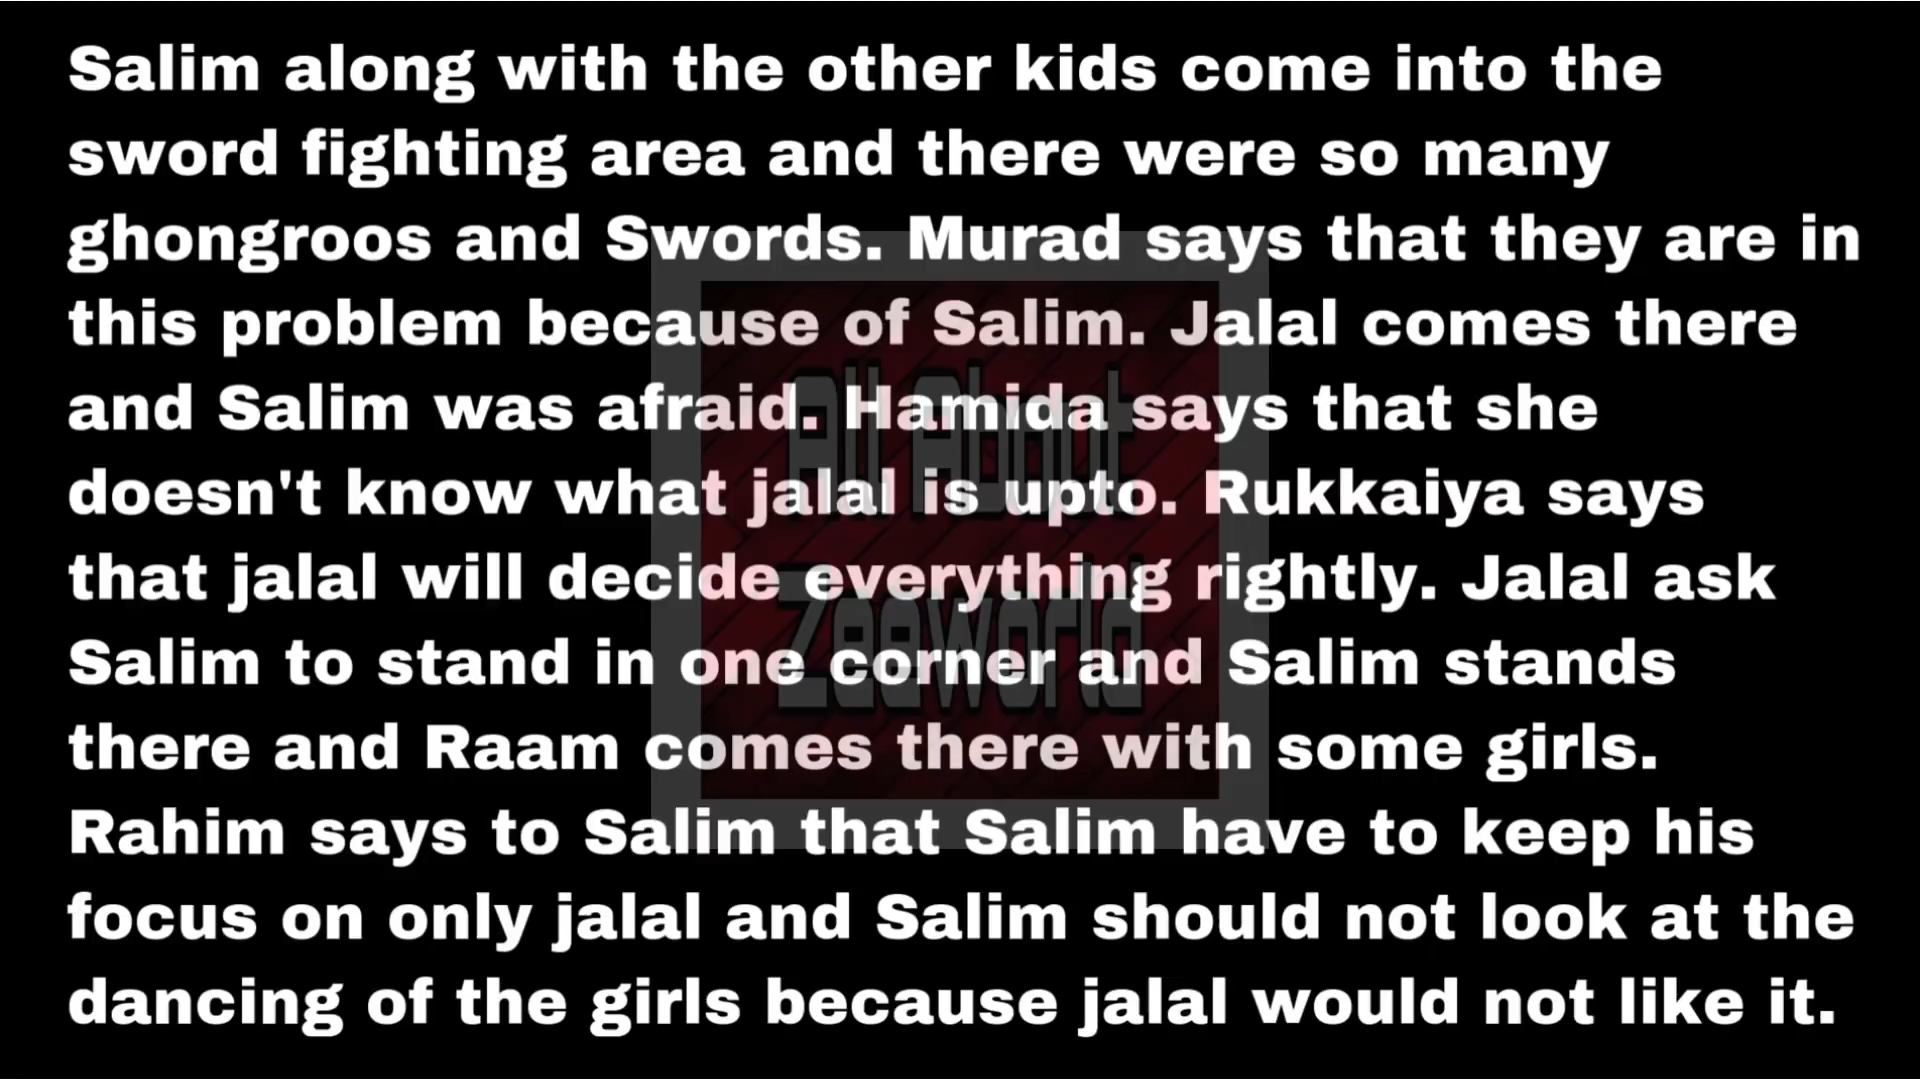 Salim along with the other kids come into the
sword fighting area and there were so many
ghongroos and Swords. Murad says that they are in
this problem because of Salim. Jalal comes there
and Salim was afraid. Hamida says that she
doesn't know what jalal is upto. Rukkaiya says
that jalal will decide everything rightly. Jalal ask
Salim to stand in one corner and Salim stands
there and Raam comes there with some girls.
Rahim says to Salim that Salim have to keep his
focus on only jalal and Salim should not look at the
dancing of the girls because jalal would not like it.
All About
Zeeworld